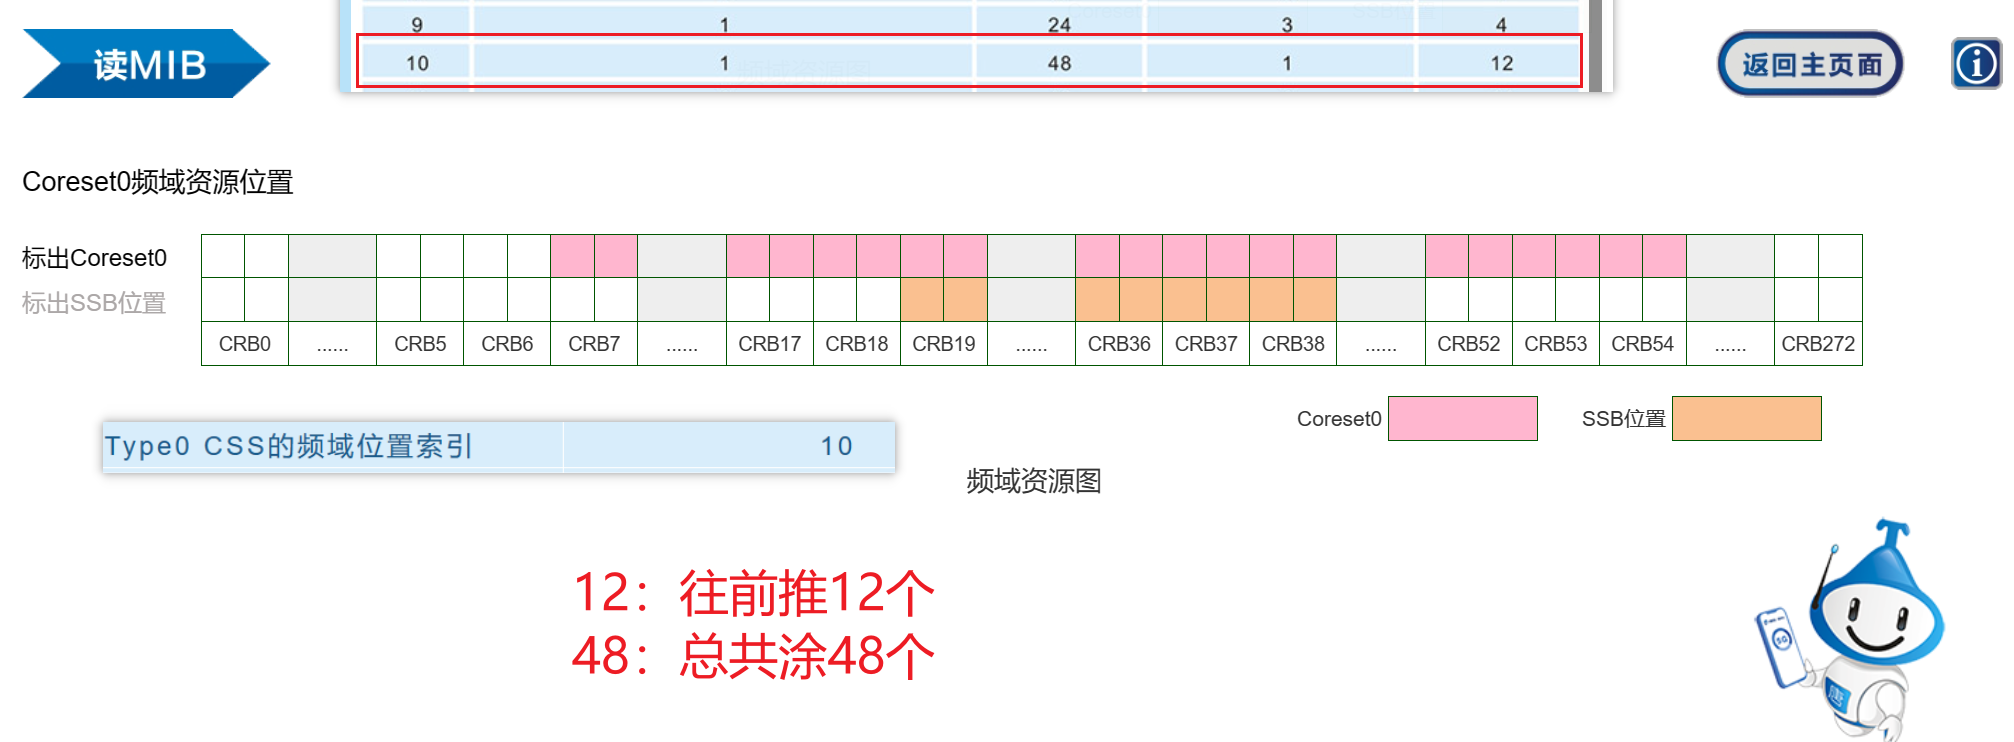 9 1 24 3 4
10 1 48 1 12
读MIB
返回主页面
Coreset0频域资源位置
标出Coreset0
标出SSB位置
CRB0 ...... CRB5 CRB6 CRB7 ...... CRB17 CRB18 CRB19 ...... CRB36 CRB37 CRB38 ...... CRB52 CRB53 CRB54 ...... CRB272
Coreset0 SSB位置
Type0 CSS的频域位置索引 10
频域资源图
12：往前推12个
48：总共涂48个
5G